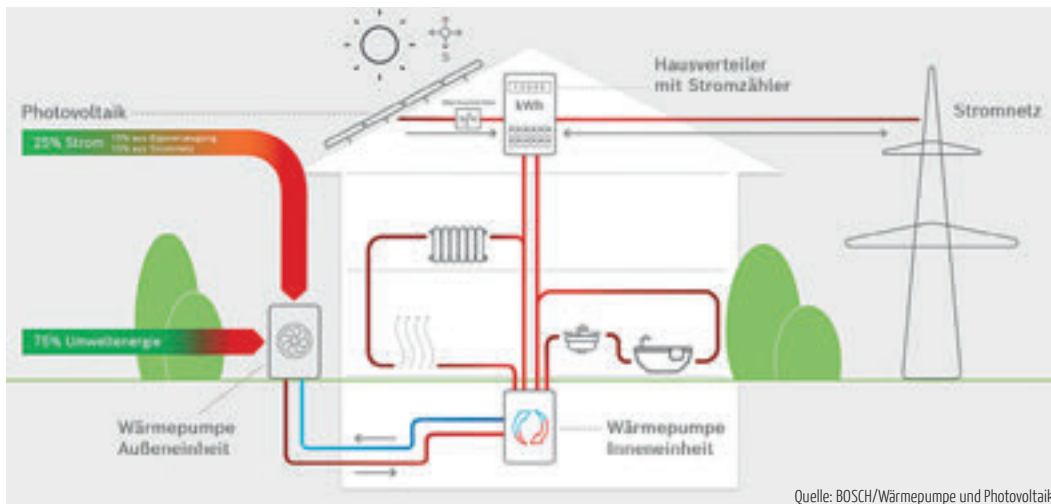 S
Hausverteiler
mit Stromzähler
kWh
Photovoltaik
Stromnetz
25% Strom
75% Umweltenergie
Wärmepumpe
Außeneinheit
Wärmepumpe
Inneneinheit
Quelle: BOSCH/Wärmepumpe und Photovoltaik